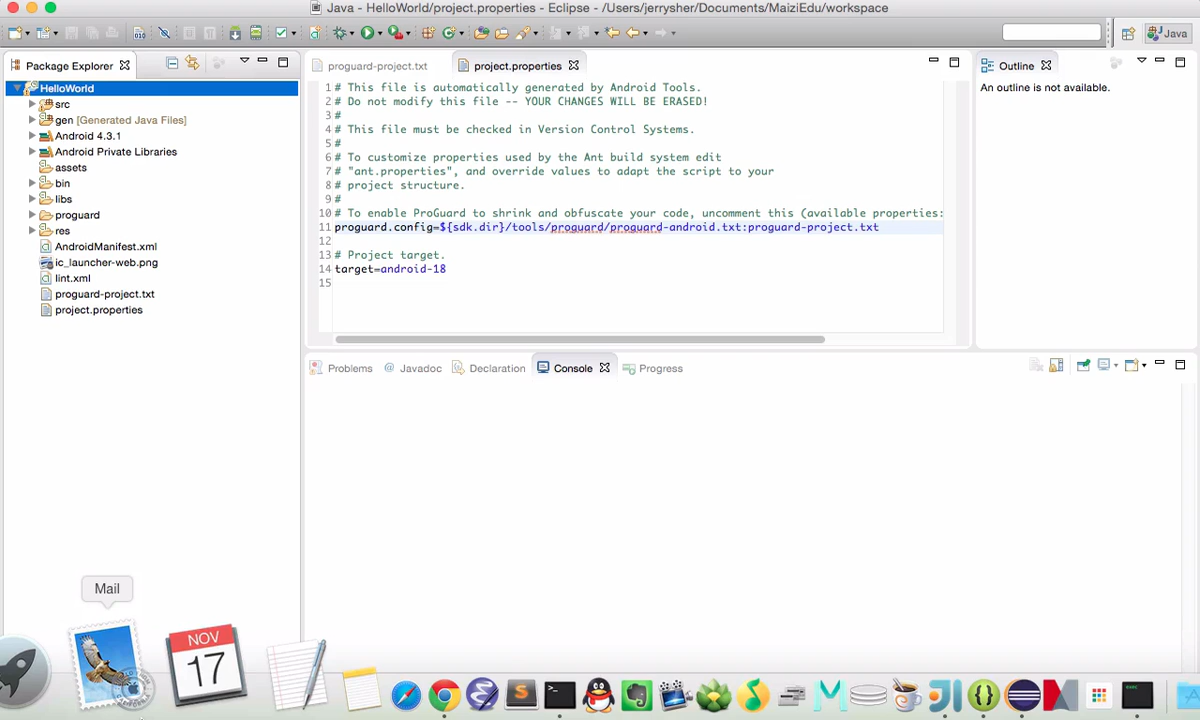 Java - HelloWorld/project.properties - Eclipse - /Users/jerrysher/Documents/MaiziEdu/workspace
Java
Package Explorer
HelloWorld
src
gen [Generated Java Files]
Android 4.3.1
Android Private Libraries
assets
bin
libs
proguard
res
AndroidManifest.xml
ic_launcher-web.png
lint.xml
proguard-project.txt
project.properties
proguard-project.txt
project.properties
1 # This file is automatically generated by Android Tools.
2 # Do not modify this file -- YOUR CHANGES WILL BE ERASED!
3 #
4 # This file must be checked in Version Control Systems.
5 #
6 # To customize properties used by the Ant build system edit
7 # "ant.properties", and override values to adapt the script to your
8 # project structure.
9 #
10 # To enable ProGuard to shrink and obfuscate your code, uncomment this (available properties:
11 proguard.config=${sdk.dir}/tools/proguard/proguard-android.txt:proguard-project.txt
12
13 # Project target.
14 target=android-18
15
Outline
An outline is not available.
Problems
@ Javadoc
Declaration
Console
Progress
Mail
NOV
17